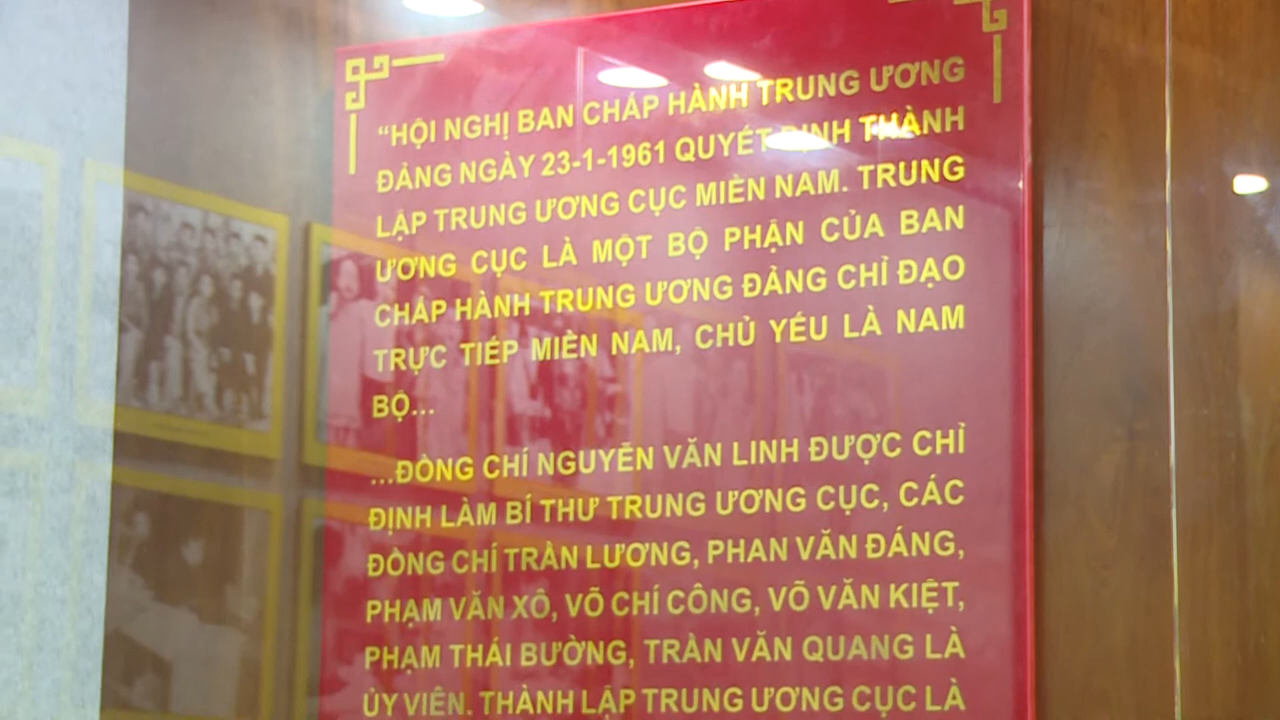 “HỘI NGHỊ BAN CHẤP HÀNH TRUNG ƯƠNG
ĐẢNG NGÀY 23-1-1961 QUYẾT ĐỊNH THÀNH
LẬP TRUNG ƯƠNG CỤC MIỀN NAM. TRUNG
ƯƠNG CỤC LÀ MỘT BỘ PHẬN CỦA BAN
CHẤP HÀNH TRUNG ƯƠNG ĐẢNG CHỈ ĐẠO
TRỰC TIẾP MIỀN NAM, CHỦ YẾU LÀ NAM
BỘ...
...ĐỒNG CHÍ NGUYỄN VĂN LINH ĐƯỢC CHỈ
ĐỊNH LÀM BÍ THƯ TRUNG ƯƠNG CỤC, CÁC
ĐỒNG CHÍ TRẦN LƯƠNG, PHAN VĂN ĐÁNG,
PHẠM VĂN XÔ, VÕ CHÍ CÔNG, VÕ VĂN KIỆT,
PHẠM THÁI BƯỜNG, TRẦN VĂN QUANG LÀ
ỦY VIÊN. THÀNH LẬP TRUNG ƯƠNG CỤC LÀ